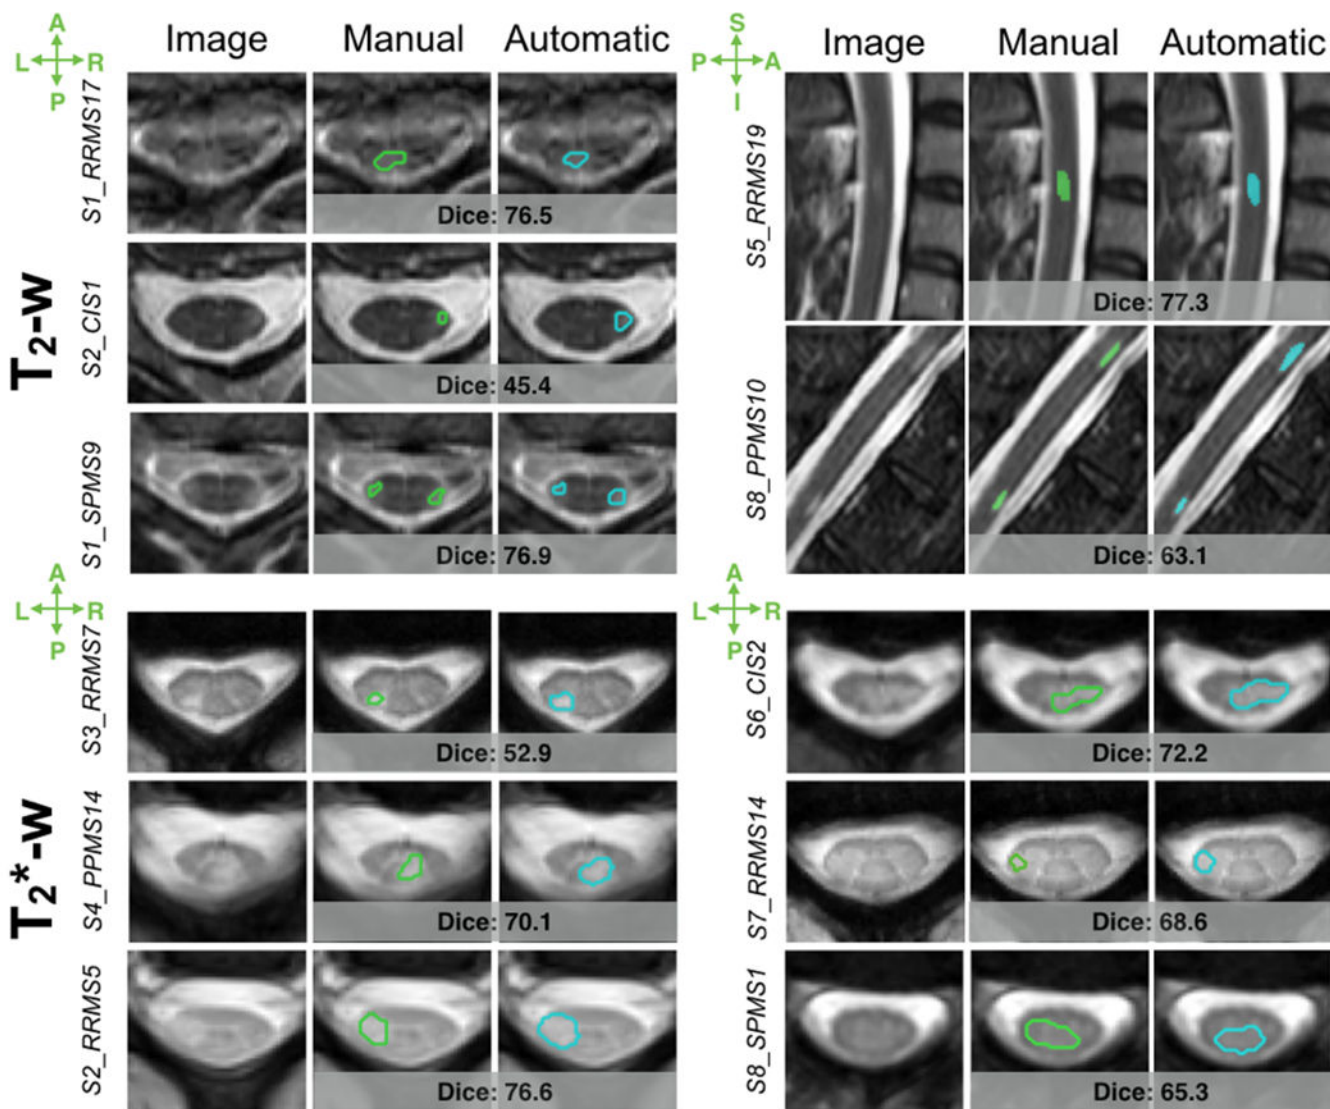 A
L R
P
Image Manual Automatic
S
P A
I
Image Manual Automatic
T2-w
S1_RRMS17
Dice: 76.5
S2_CIS1
Dice: 45.4
S1_SPMS9
Dice: 76.9
S5_RRMS19
Dice: 77.3
S8_PPMS10
Dice: 63.1
A
L R
P
A
L R
P
T2*-w
S3_RRMS7
Dice: 52.9
S4_PPMS14
Dice: 70.1
S2_RRMS5
Dice: 76.6
S6_CIS2
Dice: 72.2
S7_RRMS14
Dice: 68.6
S8_SPMS1
Dice: 65.3